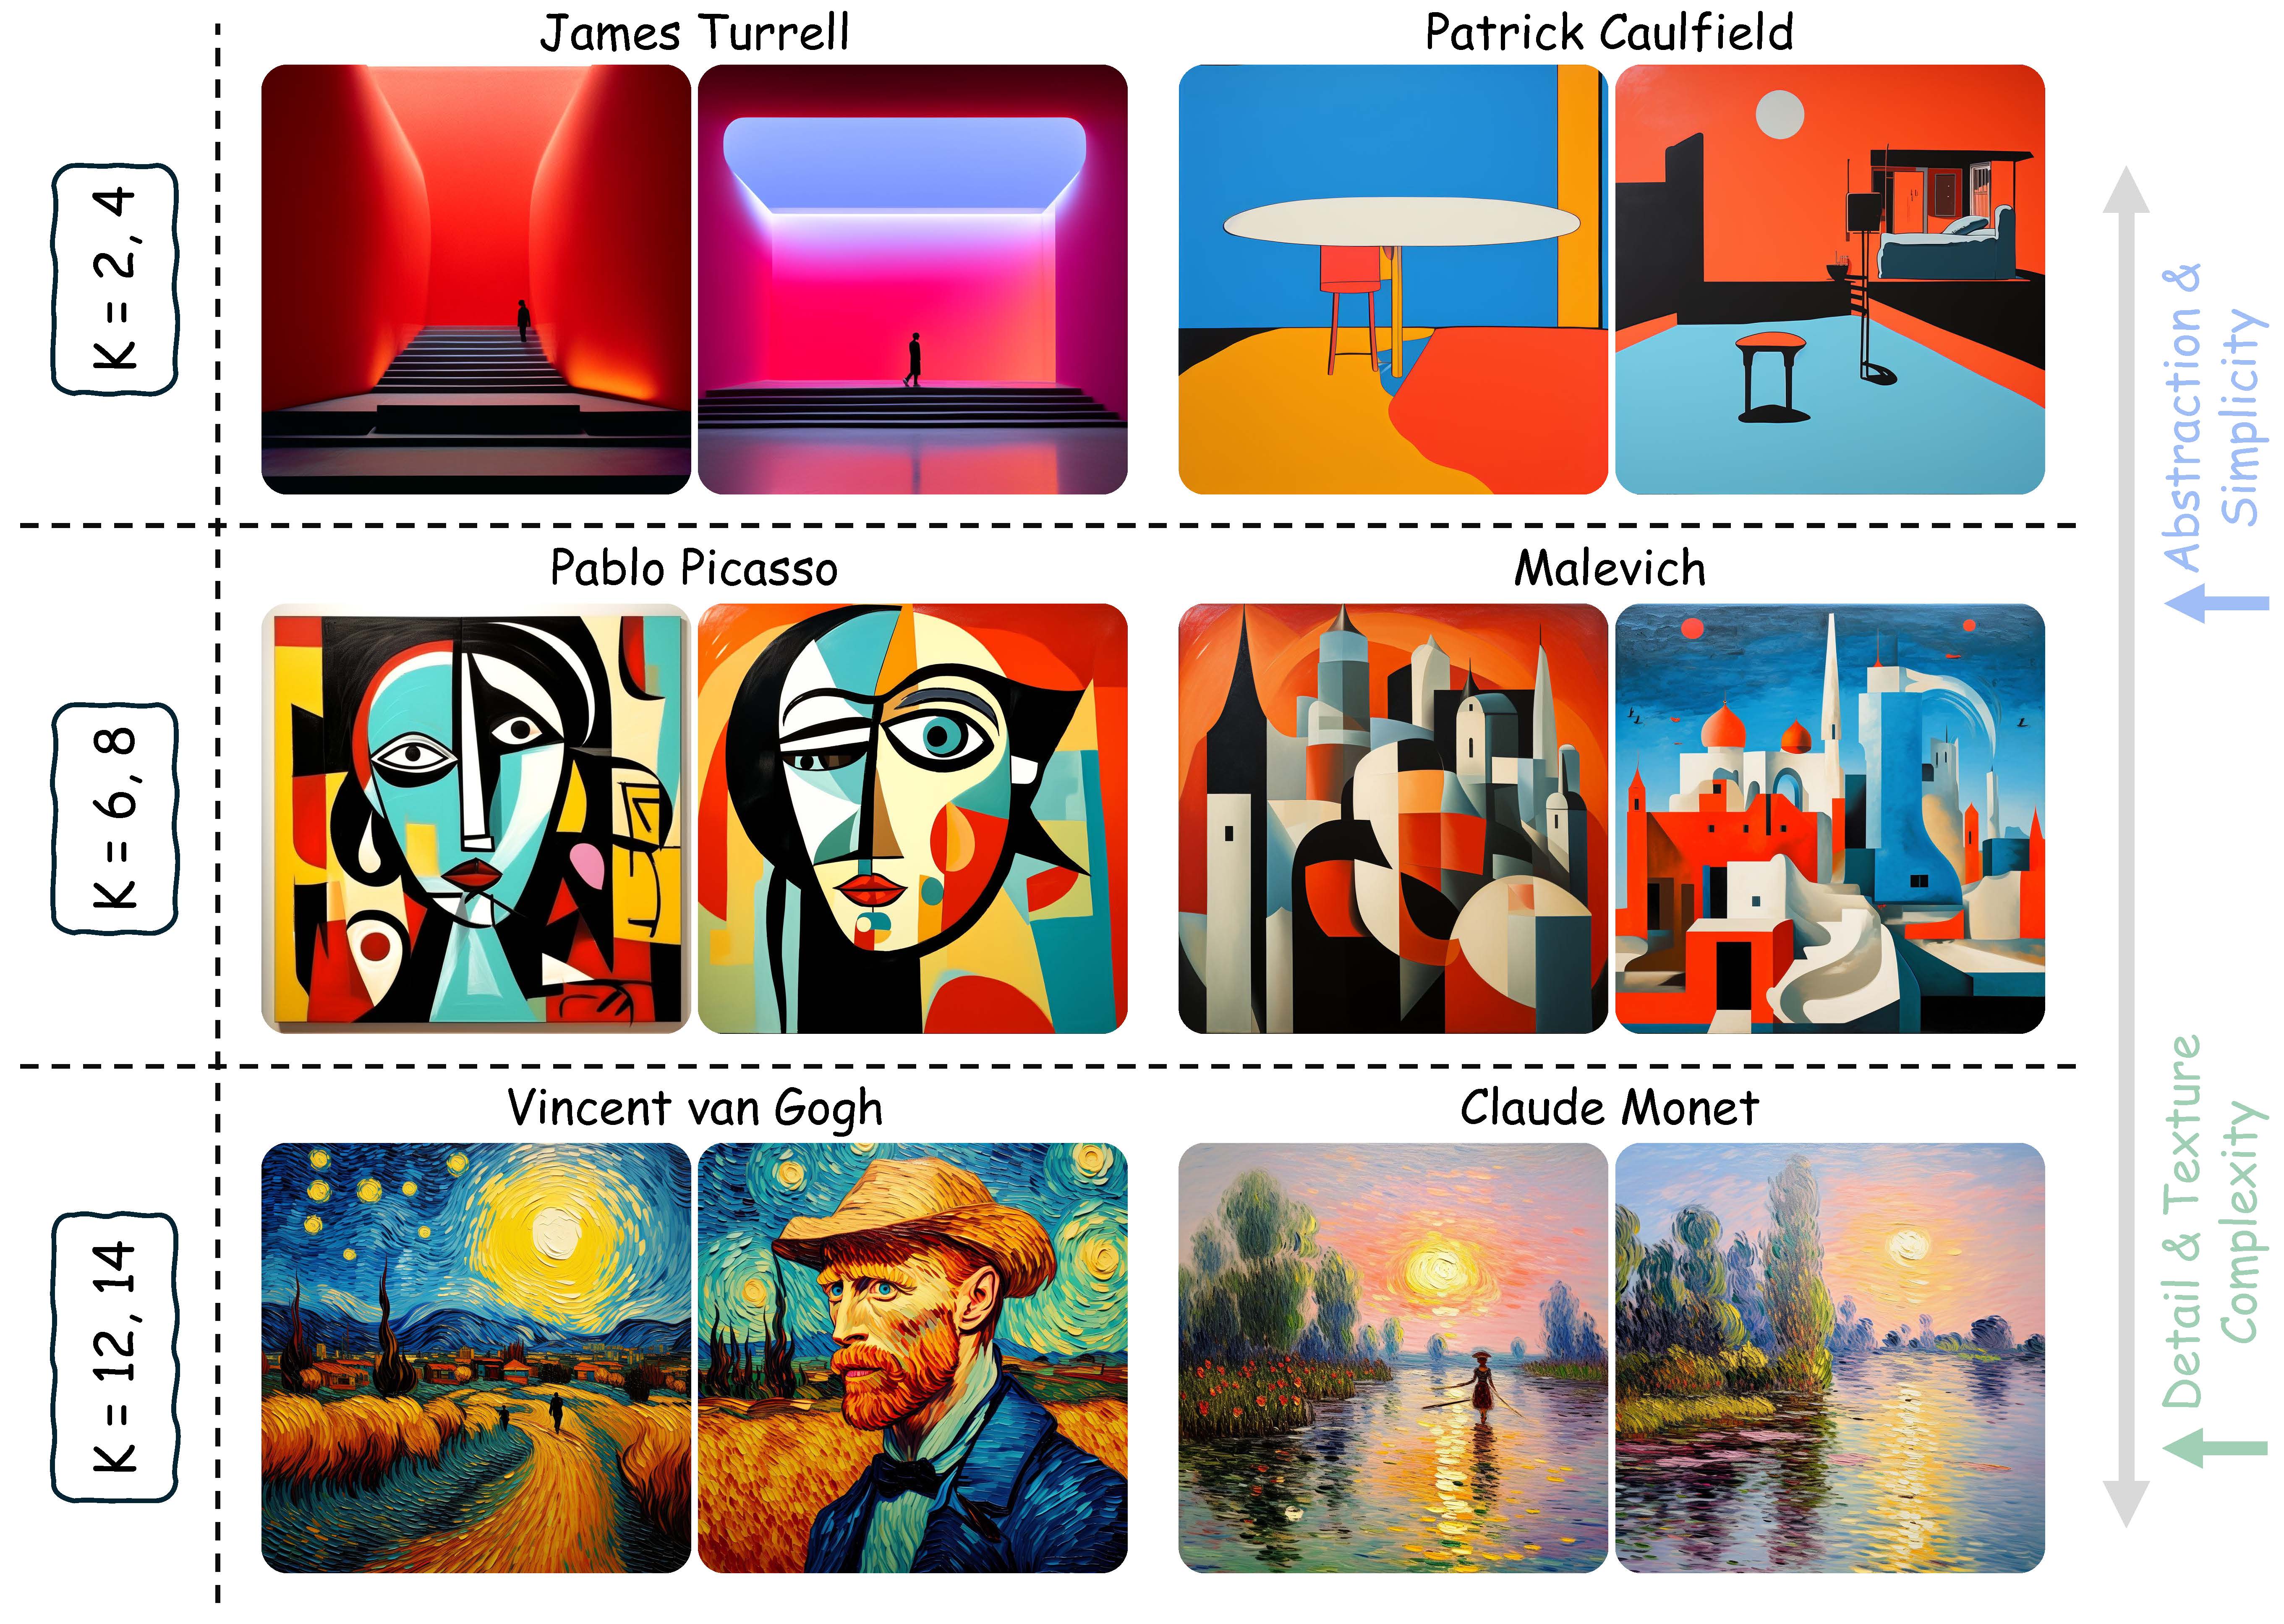 James Turrell
Patrick Caulfield
K = 2, 4
Abstraction &
Simplicity
Pablo Picasso
Malevich
K = 6, 8
Vincent van Gogh
Claude Monet
K = 12, 14
Detail & Texture
Complexity